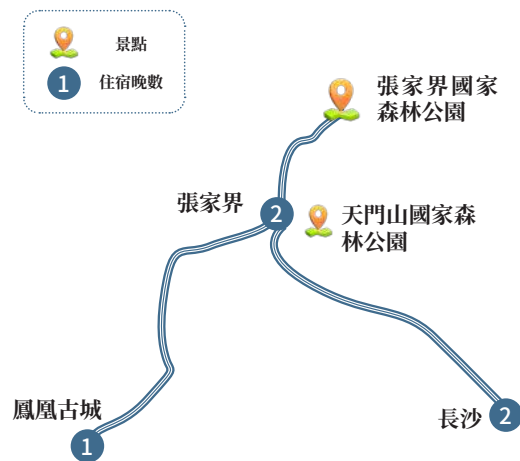 景點
1 住宿晚數
張家界國家
森林公園
張家界
2
天門山國家森
林公園
鳳凰古城
1
長沙
2